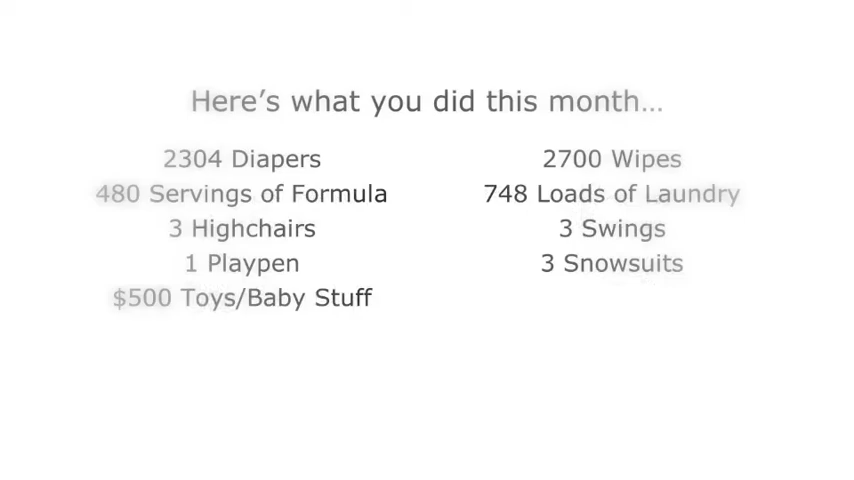 Here’s what you did this month…
2304 Diapers
480 Servings of Formula
3 Highchairs
1 Playpen
$500 Toys/Baby Stuff
2700 Wipes
748 Loads of Laundry
3 Swings
3 Snowsuits